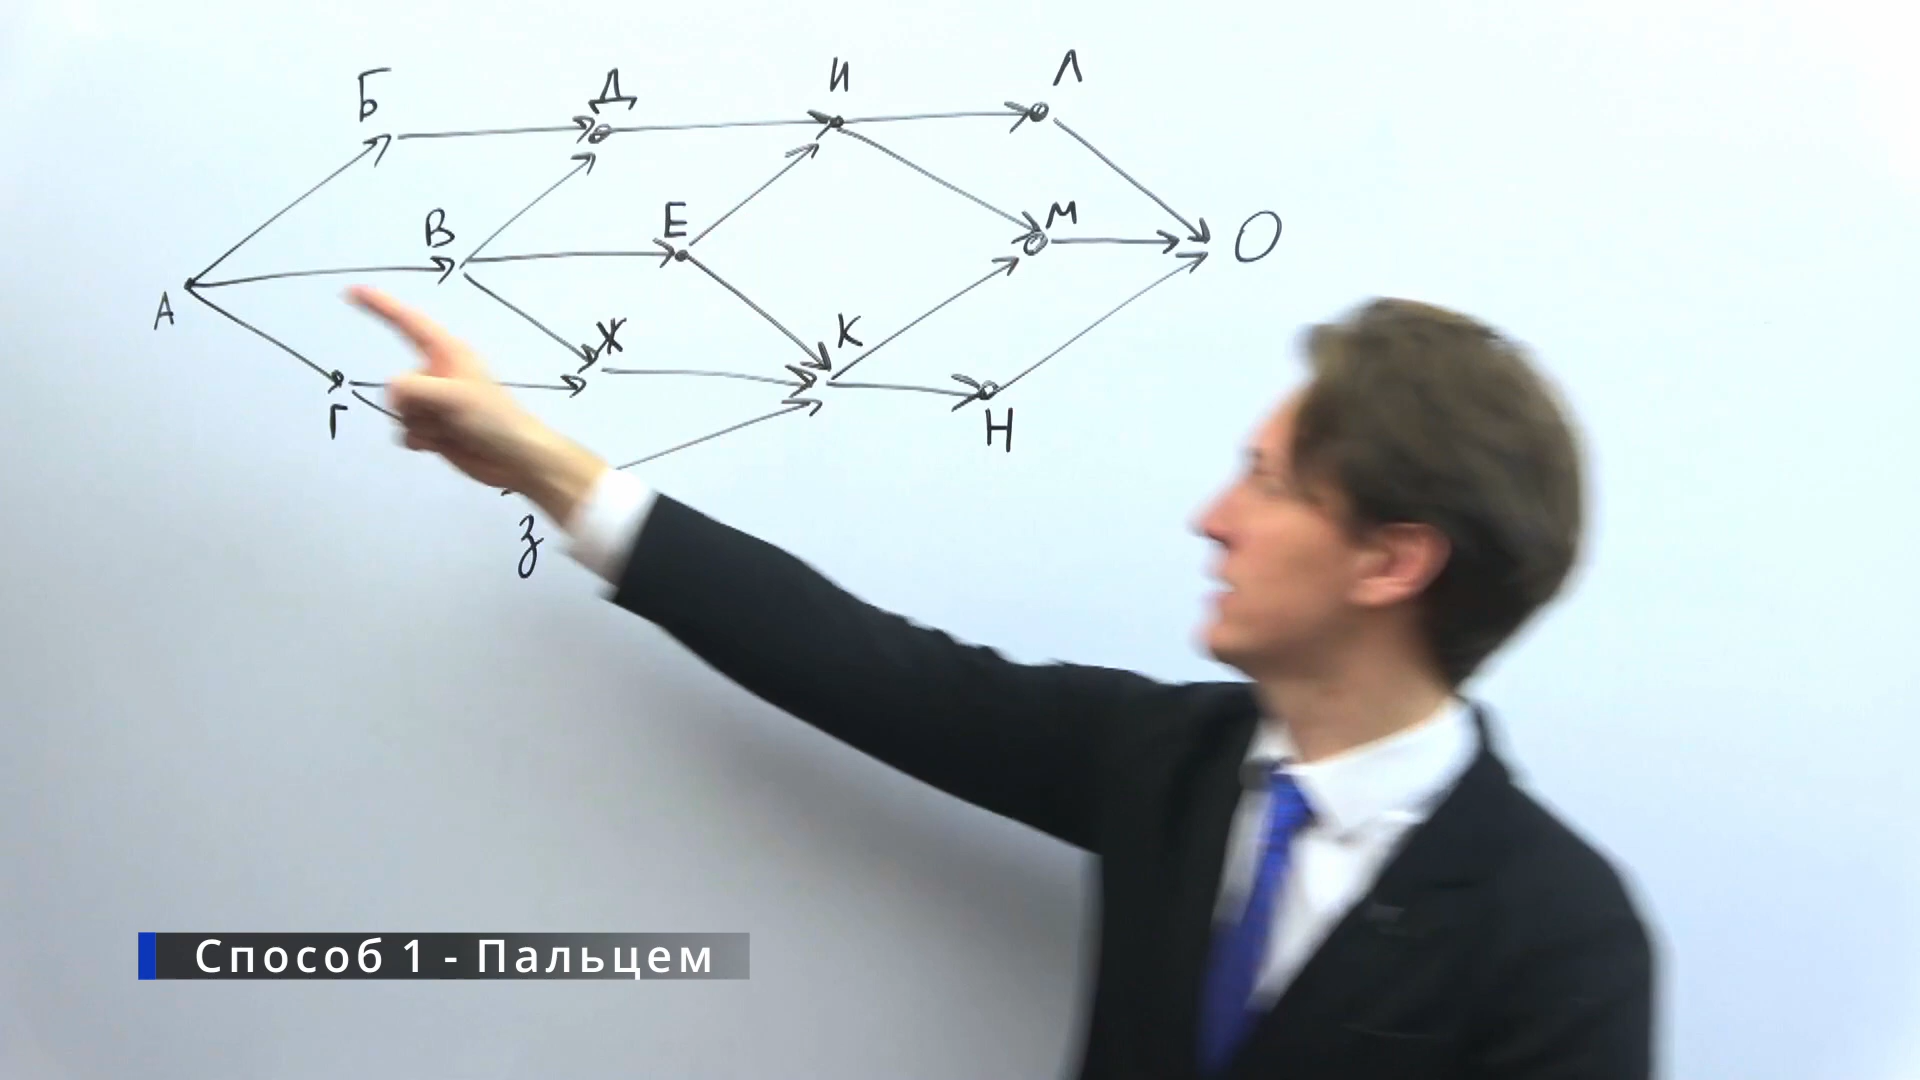 Б Д И Л
В Е М О
А Ж К
Г Н
З
Способ 1 - Пальцем